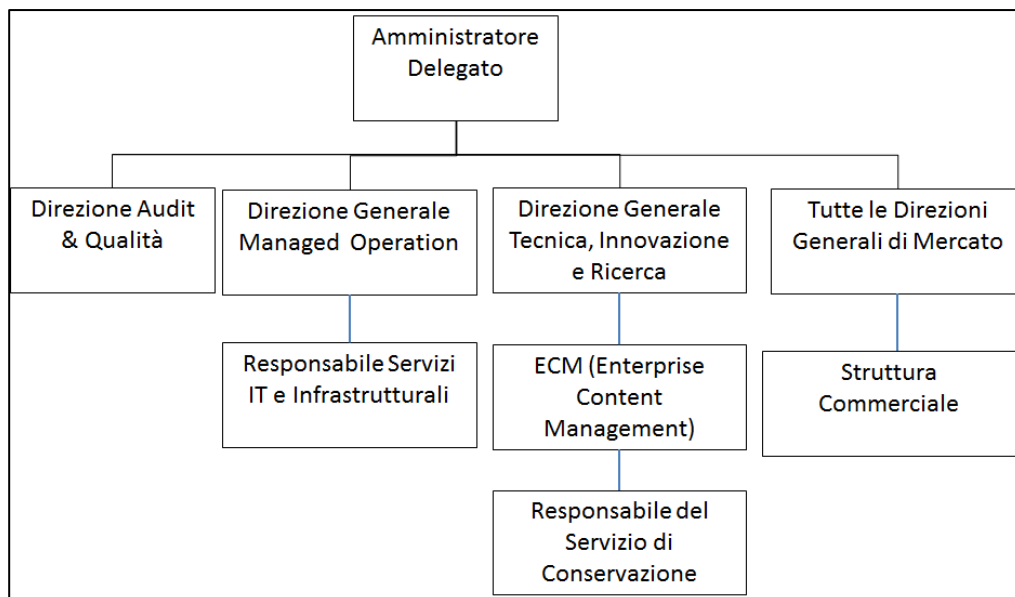 Amministratore
Delegato
Direzione Audit
& Qualità
Direzione Generale
Managed Operation
Direzione Generale
Tecnica, Innovazione
e Ricerca
Tutte le Direzioni
Generali di Mercato
Responsabile Servizi
IT e Infrastrutturali
ECM (Enterprise
Content
Management)
Struttura
Commerciale
Responsabile del
Servizio di
Conservazione